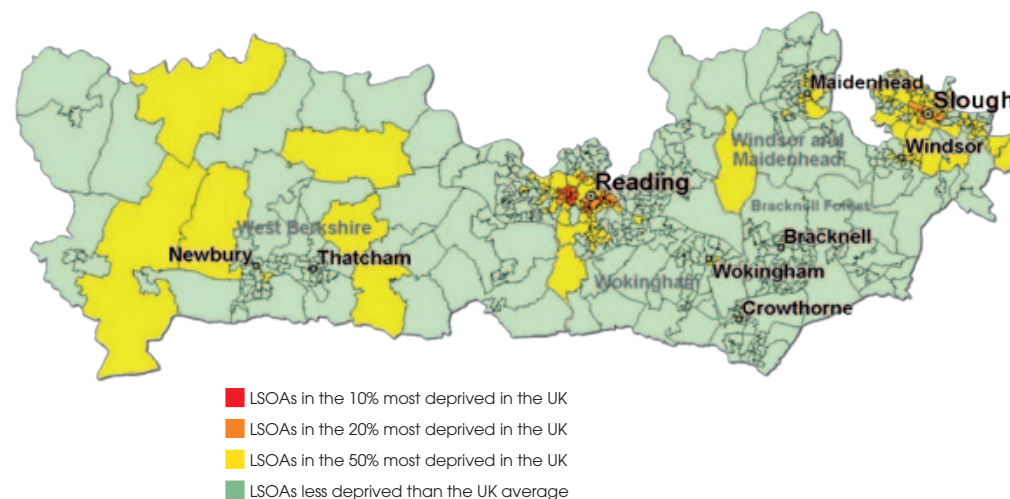 Maidenhead
Slough
Windsor and
Maidenhead
Windsor
Reading
Bracknell Forest
West Berkshire
Bracknell
Newbury
Thatcham
Wokingham
Wokingham
Crowthorne
LSOAs in the 10% most deprived in the UK
LSOAs in the 20% most deprived in the UK
LSOAs in the 50% most deprived in the UK
LSOAs less deprived than the UK average